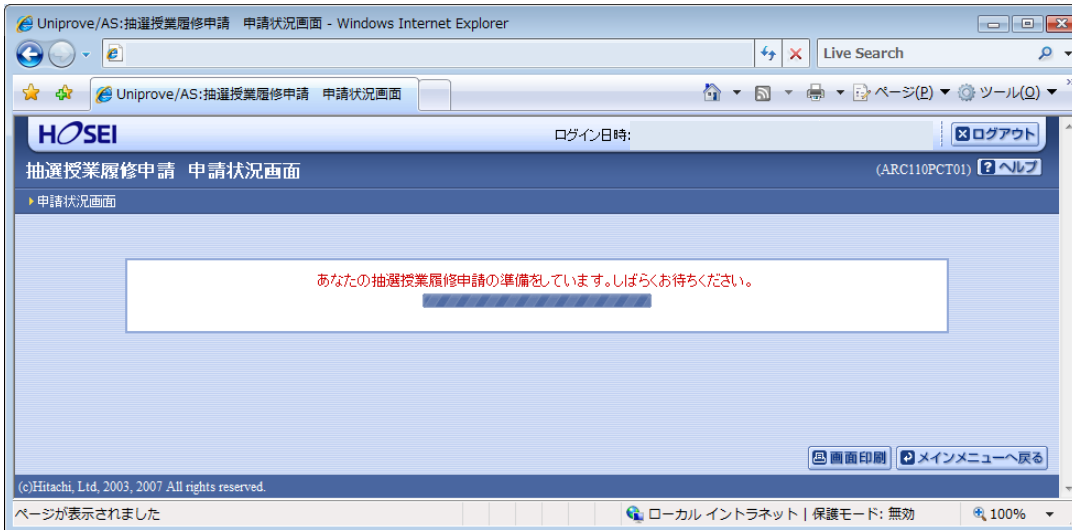 Uniprove/AS:抽選授業履修申請　申請状況画面 - Windows Internet Explorer
Live Search
Uniprove/AS:抽選授業履修申請　申請状況画面
ページ(P) ツール(O)
HOSEI ログイン日時: ログアウト
抽選授業履修申請　申請状況画面 (ARC110PCT01) ?ヘルプ
申請状況画面
あなたの抽選授業履修申請の準備をしています。しばらくお待ちください。
画面印刷 メインメニューへ戻る
(c)Hitachi, Ltd, 2003, 2007 All rights reserved.
ページが表示されました ローカル イントラネット | 保護モード: 無効 100%